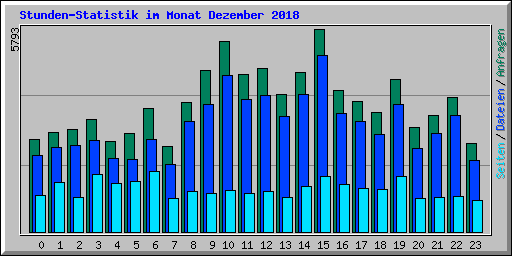 Stunden-Statistik im Monat Dezember 2018
5793
Seiten / Dateien / Anfragen
0 1 2 3 4 5 6 7 8 9 10 11 12 13 14 15 16 17 18 19 20 21 22 23